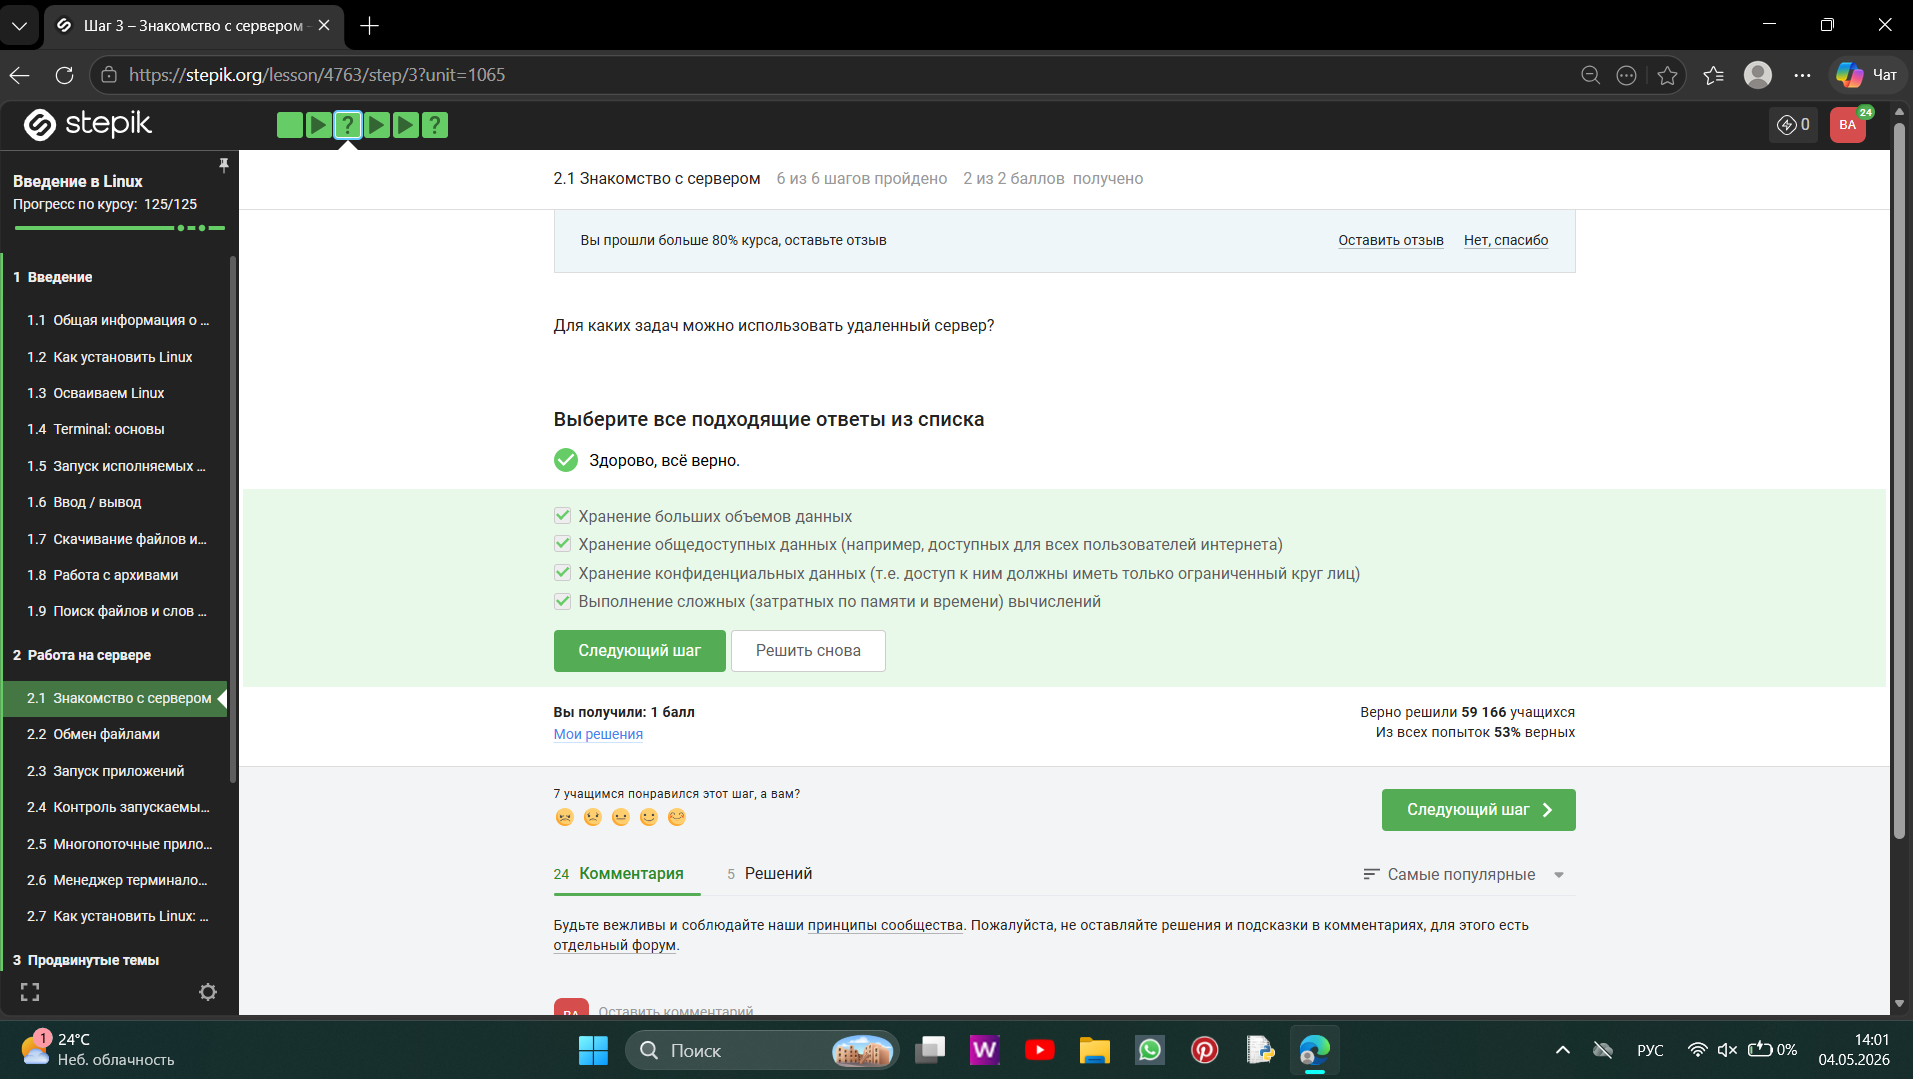 Шаг 3 – Знакомство с сервером
https://stepik.org/lesson/4763/step/3?unit=1065
Чат
stepik
?
?
0
ВА
24
Введение в Linux
Прогресс по курсу: 125/125
2.1 Знакомство с сервером 6 из 6 шагов пройдено 2 из 2 баллов получено
Вы прошли больше 80% курса, оставьте отзыв
Оставить отзыв
Нет, спасибо
1 Введение
1.1 Общая информация о ...
1.2 Как установить Linux
1.3 Осваиваем Linux
1.4 Terminal: основы
1.5 Запуск исполняемых ...
1.6 Ввод / вывод
1.7 Скачивание файлов и...
1.8 Работа с архивами
1.9 Поиск файлов и слов ...
2 Работа на сервере
2.1 Знакомство с сервером
2.2 Обмен файлами
2.3 Запуск приложений
2.4 Контроль запускаемы...
2.5 Многопоточные прило...
2.6 Менеджер терминало...
2.7 Как установить Linux: ...
3 Продвинутые темы
Для каких задач можно использовать удаленный сервер?
Выберите все подходящие ответы из списка
Здорово, всё верно.
Хранение больших объемов данных
Хранение общедоступных данных (например, доступных для всех пользователей интернета)
Хранение конфиденциальных данных (т.е. доступ к ним должны иметь только ограниченный круг лиц)
Выполнение сложных (затратных по памяти и времени) вычислений
Следующий шаг
Решить снова
Вы получили: 1 балл
Мои решения
Верно решили 59 166 учащихся
Из всех попыток 53% верных
7 учащимся понравился этот шаг, а вам?
Следующий шаг
24 Комментария
5 Решений
Самые популярные
Будьте вежливы и соблюдайте наши принципы сообщества. Пожалуйста, не оставляйте решения и подсказки в комментариях, для этого есть
отдельный форум.
ВА
Оставить комментарий
1
24°C
Неб. облачность
Поиск
W
РУС
0%
14:01
04.05.2026